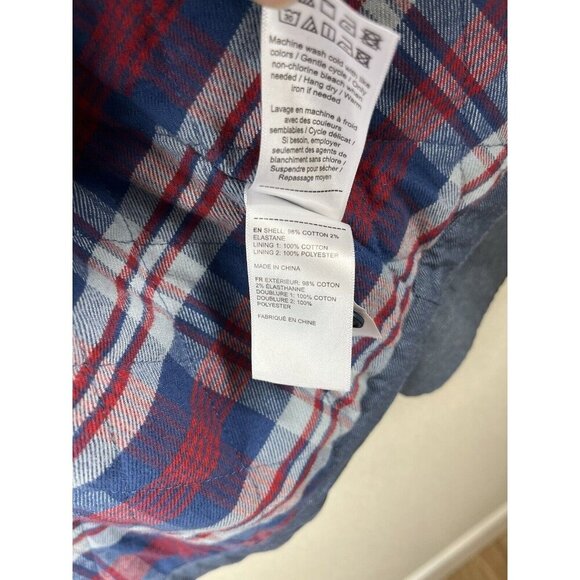 Machine wash cold with like
colors / Gentle cycle / Only
non-chlorine bleach when
needed / Hang dry / Warm
iron if needed
Lavage en machine à froid
avec des couleurs
semblables / Cycle délicat /
Si besoin, employer
seulement des agents de
blanchiment sans chlore /
Suspendre pour sécher /
Repassage moyen
EN SHELL: 98% COTTON 2%
ELASTANE
LINING 1: 100% COTTON
LINING 2: 100% POLYESTER
MADE IN CHINA
FR EXTÉRIEUR: 98% COTON
2% ÉLASTHANNE
DOUBLURE 1: 100% COTON
DOUBLURE 2: 100%
POLYESTER
FABRIQUÉ EN CHINE